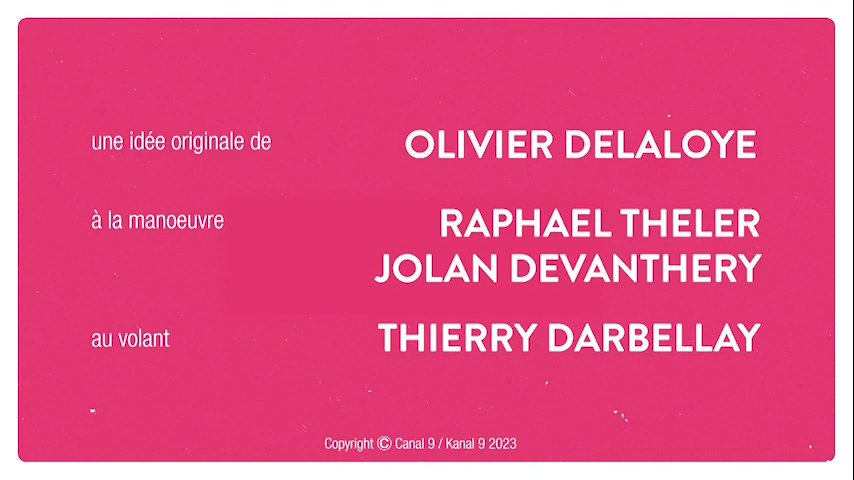 une idée originale de OLIVIER DELALOYE
à la manoeuvre RAPHAEL THELER
JOLAN DEVANTHERY
au volant THIERRY DARBELLAY
Copyright © Canal 9 / Kanal 9 2023